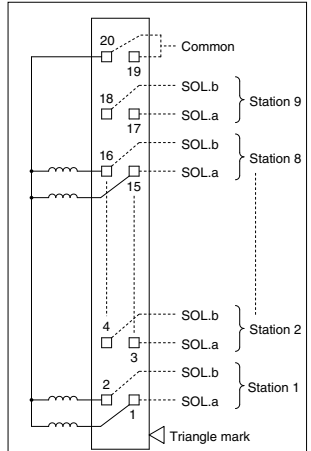 20
Common
19
SOL.b
18
Station 9
SOL.a
17
SOL.b
16
Station 8
SOL.a
15
SOL.b
4
Station 2
SOL.a
3
SOL.b
2
Station 1
SOL.a
1
Triangle mark